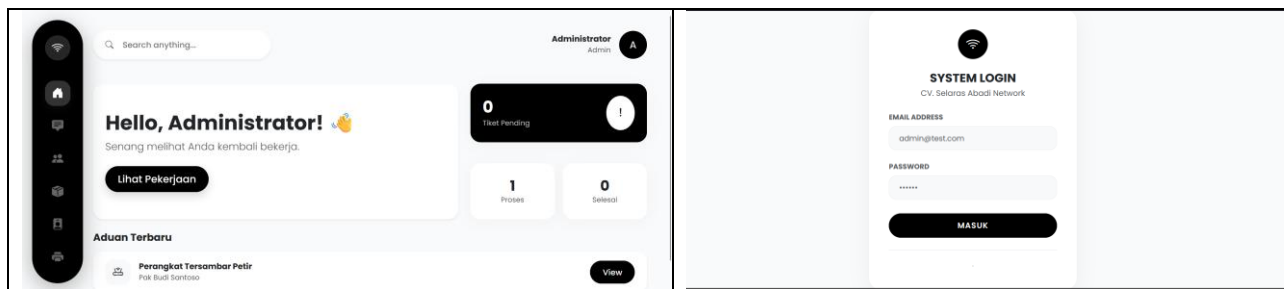 Search anything...
Administrator
Admin
A
Hello, Administrator! 👋
Senang melihat Anda kembali bekerja.
Lihat Pekerjaan
0
Tiket Pending
!
1
Proses
0
Selesai
Aduan Terbaru
Perangkat Tersambar Petir
Pak Budi Santoso
View
SYSTEM LOGIN
CV. Selaras Abadi Network
EMAIL ADDRESS
admin@test.com
PASSWORD
••••••
MASUK